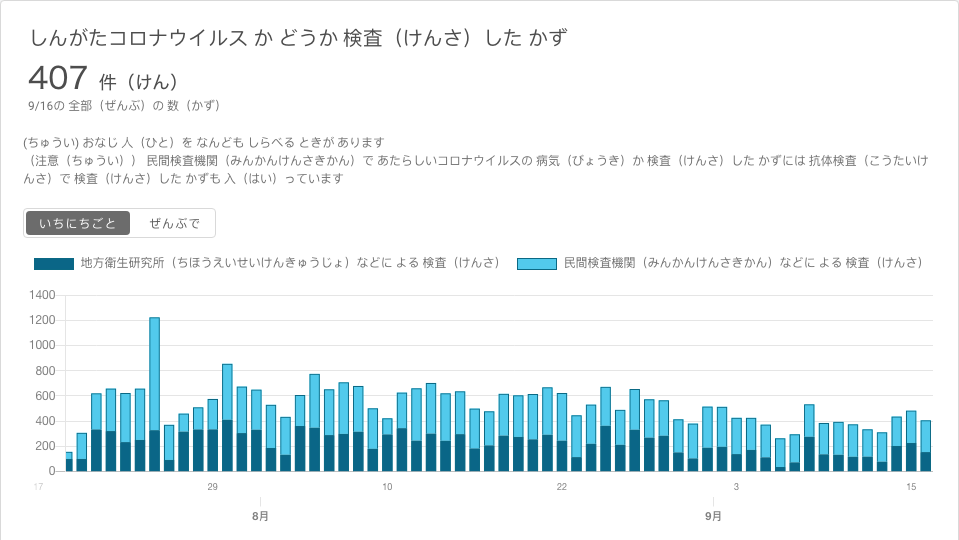 しんがたコロナウイルス か どうか 検査（けんさ）した かず
407 件（けん）
9/16の 全部（ぜんぶ）の 数（かず）
(ちゅうい) おなじ 人（ひと）を なんども しらべる ときが あります
（注意（ちゅうい）） 民間検査機関（みんかんけんさきかん）で あたらしいコロナウイルスの 病気（びょうき）か 検査（けんさ）した かずには 抗体検査（こうたいけ
んさ）で 検査（けんさ）した かずも 入（はい）っています
いちにちごと ぜんぶで
地方衛生研究所（ちほうえいせいけんきゅうじょ）などに よる 検査（けんさ） 民間検査機関（みんかんけんさきかん）などに よる 検査（けんさ）
1400
1200
1000
800
600
400
200
0
17 29 10 22 3 15
8月 9月